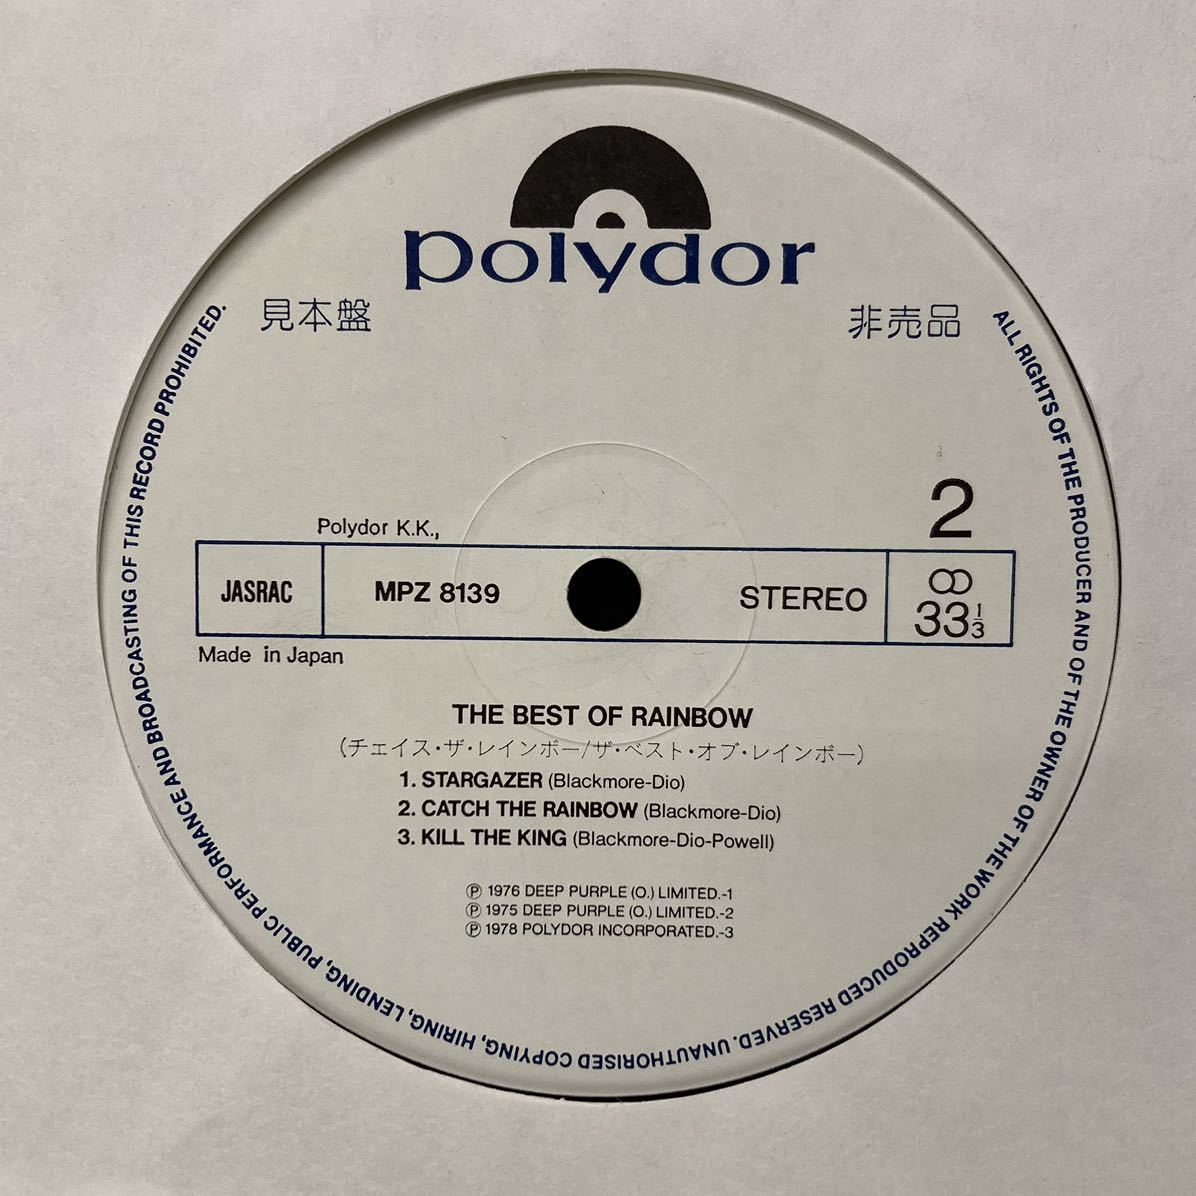 polydor
見本盤
非売品
2
Polydor K.K.,
JASRAC
MPZ 8139
STEREO
33 1/3
Made in Japan
THE BEST OF RAINBOW
(チェイス・ザ・レインボー/ザ・ベスト・オブ・レインボー)
1. STARGAZER (Blackmore-Dio)
2. CATCH THE RAINBOW (Blackmore-Dio)
3. KILL THE KING (Blackmore-Dio-Powell)
Ⓟ 1976 DEEP PURPLE (O.) LIMITED.-1
Ⓟ 1975 DEEP PURPLE (O.) LIMITED.-2
Ⓟ 1978 POLYDOR INCORPORATED.-3
ALL RIGHTS OF THE PRODUCER AND OF THE OWNER OF THE WORK REPRODUCED RESERVED. UNAUTHORISED COPYING, HIRING, LENDING, PUBLIC PERFORMANCE AND BROADCASTING OF THIS RECORD PROHIBITED.